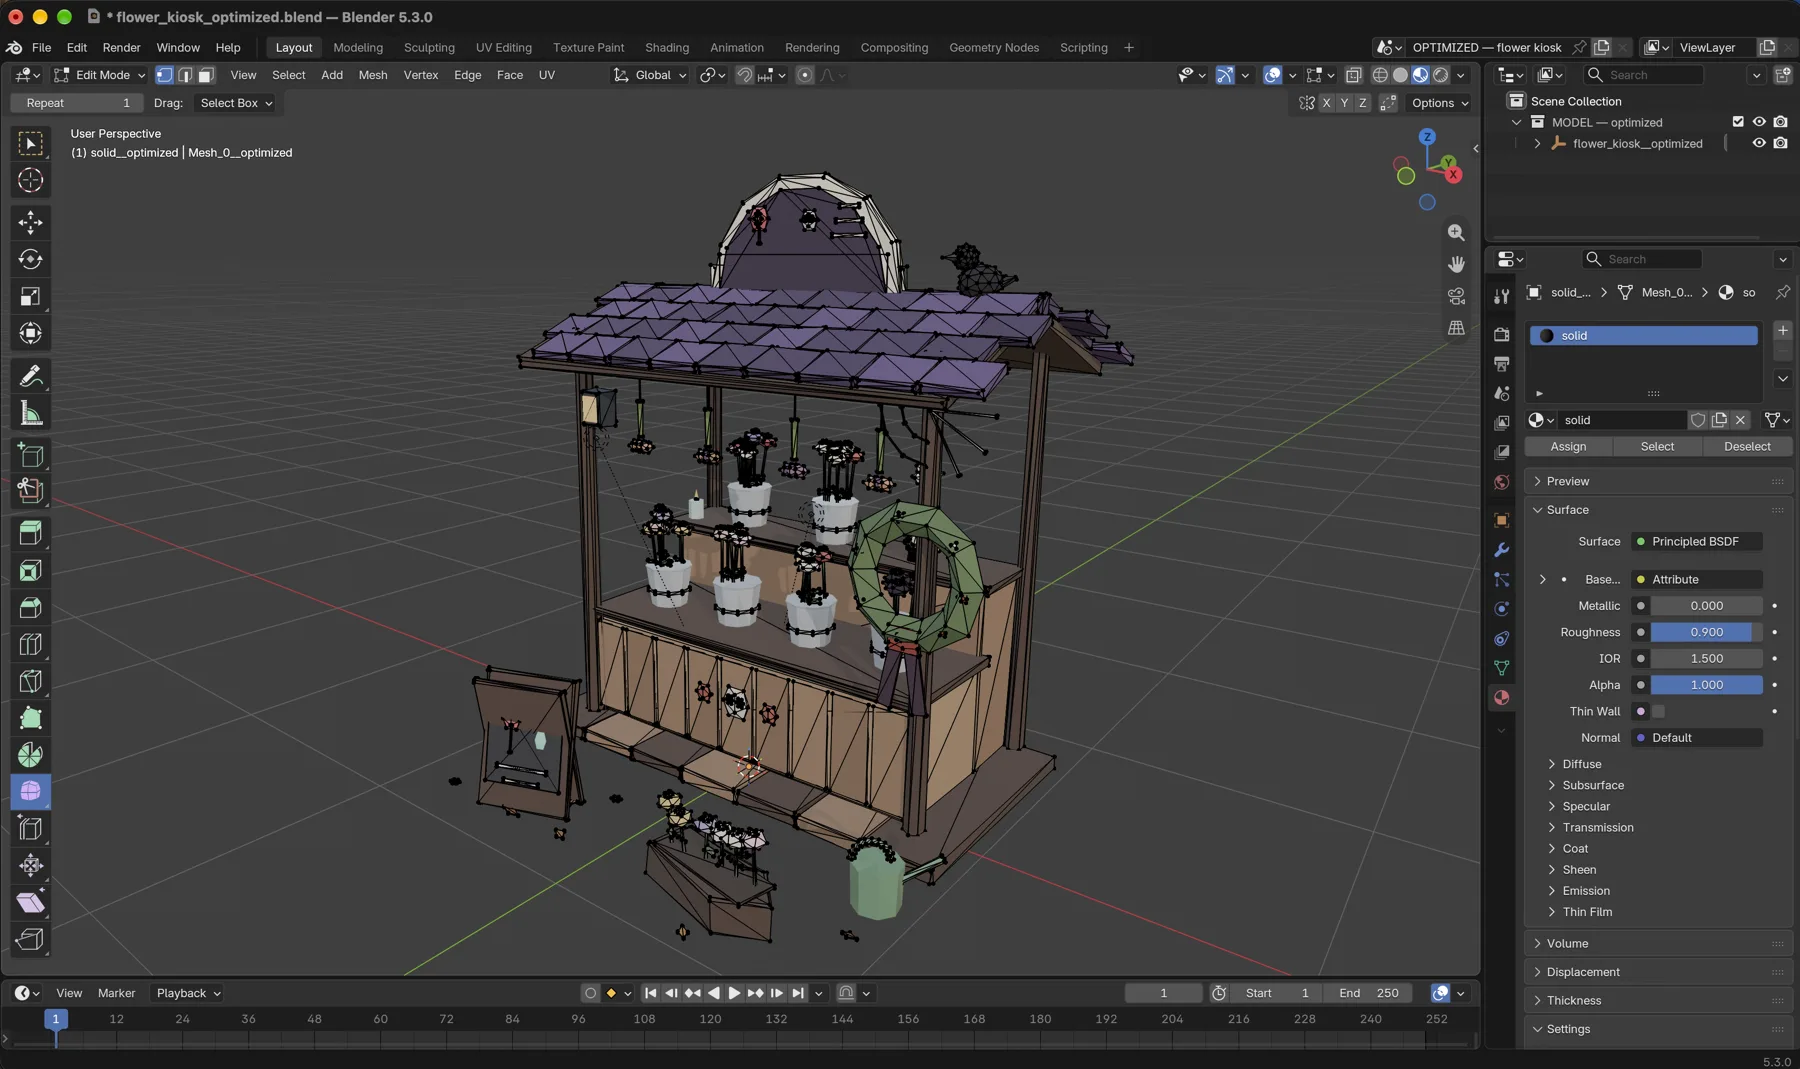 * flower_kiosk_optimized.blend — Blender 5.3.0
File Edit Render Window Help Layout Modeling Sculpting UV Editing Texture Paint Shading Animation Rendering Compositing Geometry Nodes Scripting + OPTIMIZED — flower kiosk ViewLayer
Edit Mode View Select Add Mesh Vertex Edge Face UV Global Search
Repeat 1 Drag: Select Box X Y Z Options
Scene Collection
MODEL — optimized
flower_kiosk__optimized
User Perspective
(1) solid__optimized | Mesh_0__optimized
Z
Y
X
Search
solid_... Mesh_0... so
solid
solid
Assign Select Deselect
Preview
Surface
Surface Principled BSDF
Base... Attribute
Metallic 0.000
Roughness 0.900
IOR 1.500
Alpha 1.000
Thin Wall
Normal Default
Diffuse
Subsurface
Specular
Transmission
Coat
Sheen
Emission
Thin Film
Volume
Displacement
Thickness
Settings
View Marker Playback 1 Start 1 End 250
1 12 24 36 48 60 72 84 96 108 120 132 144 156 168 180 192 204 216 228 240 252
5.3.0